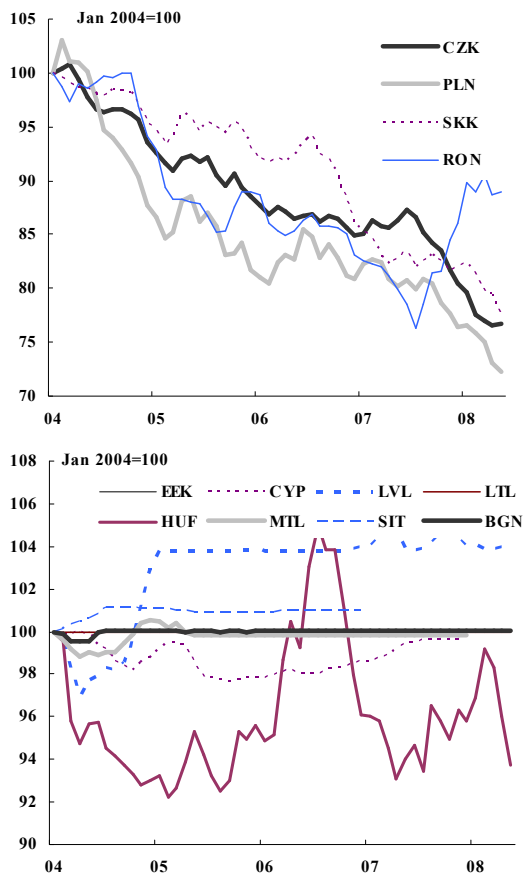 105 Jan 2004=100
CZK
100
PLN
95
SKK
RON
90
85
80
75
70
04 05 06 07 08
108 Jan 2004=100
EEK CYP LVL LTL
106
HUF MTL SIT BGN
104
102
100
98
96
94
92
90
04 05 06 07 08